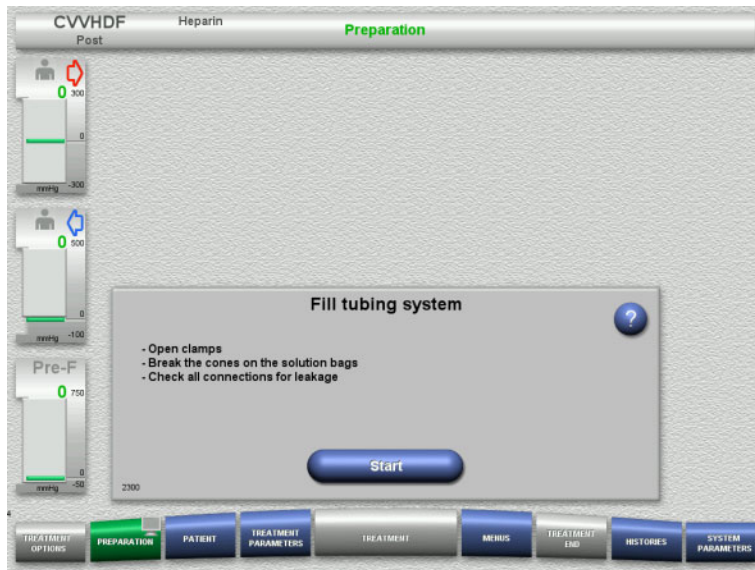 CVVHDF Heparin Preparation
Post
0 300
0
mmHg -300
0 500
0
mmHg -100
Pre-F
0 750
0
mmHg -50
Fill tubing system
?
- Open clamps
- Break the cones on the solution bags
- Check all connections for leakage
Start
2300
4
TREATMENT OPTIONS
PREPARATION
PATIENT
TREATMENT PARAMETERS
TREATMENT
MENUS
TREATMENT END
HISTORIES
SYSTEM PARAMETERS